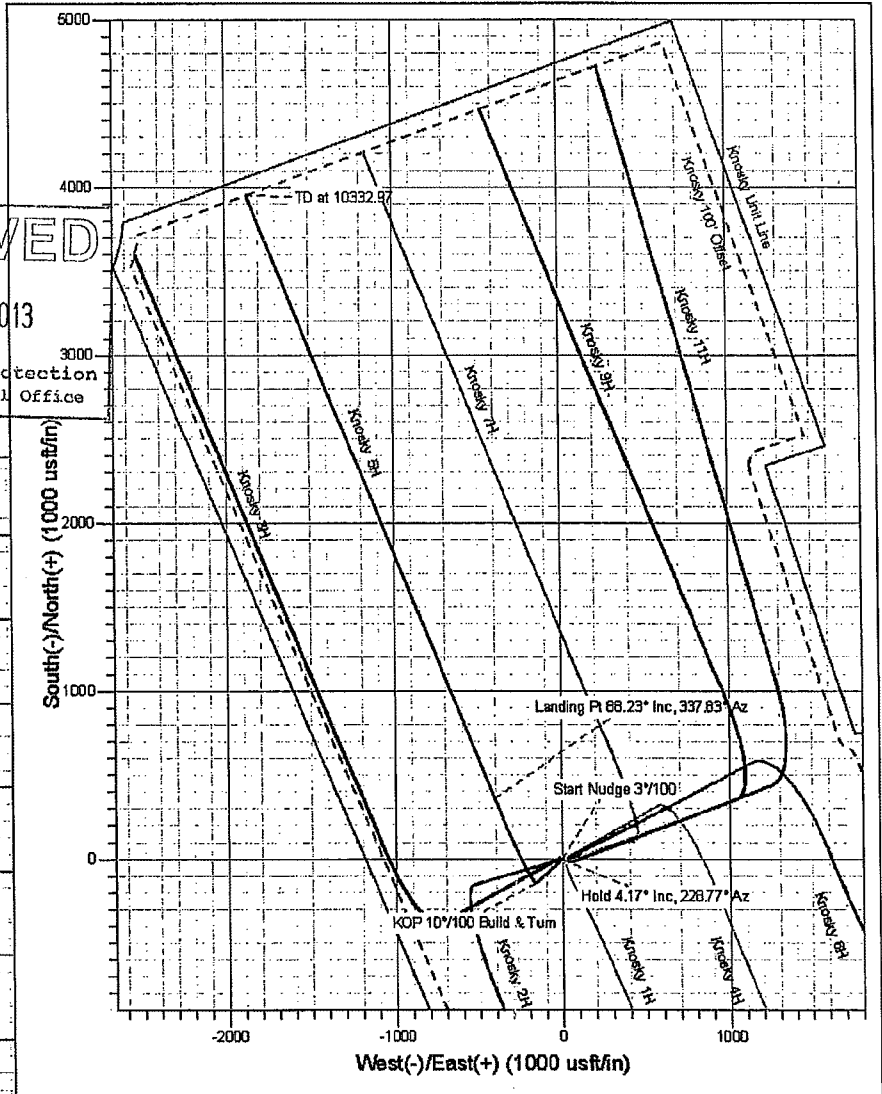 5000
4000
3000
2000
1000
0
South(-)/North(+) (1000 usft/in)
VED
013
otection
l Office
TD at 10332.97
Knosky Unit Line
Knosky 100' Offset
Knosky 11H
Knosky 9H
Knosky 7H
Knosky 5H
Knosky 3H
Landing Pt 88.23° Inc, 337.83° Az
Start Nudge 3°/100
Hold 4.17° Inc, 226.77° Az
KOP 10°/100 Build & Turn
Knosky 2H
Knosky 1H
Knosky 4H
Knosky 6H
-2000
-1000
0
1000
West(-)/East(+) (1000 usft/in)